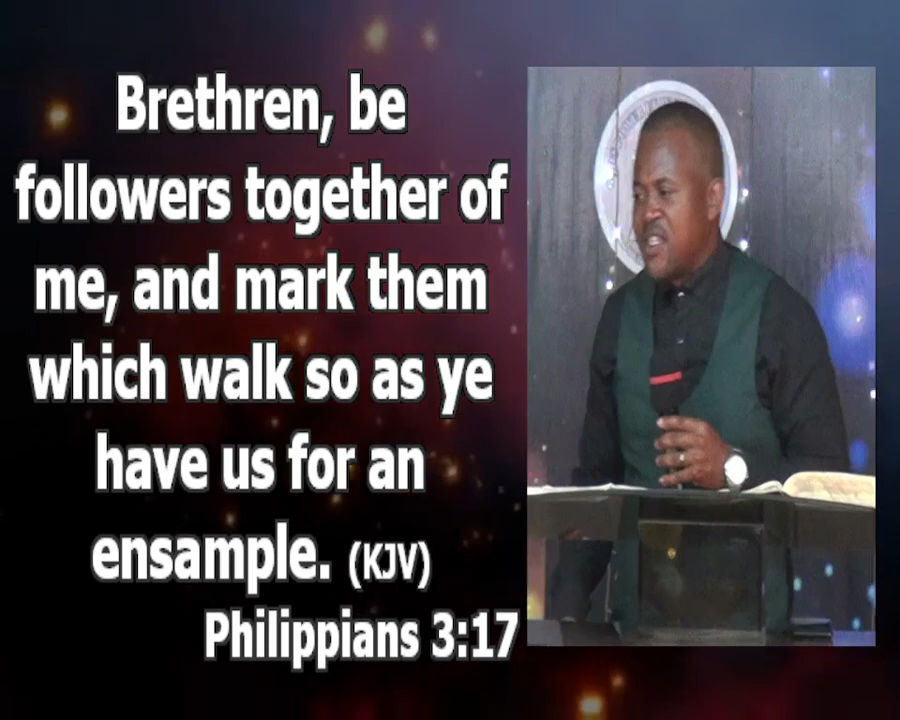 Brethren, be
followers together of
me, and mark them
which walk so as ye
have us for an
ensample. (KJV)
Philippians 3:17